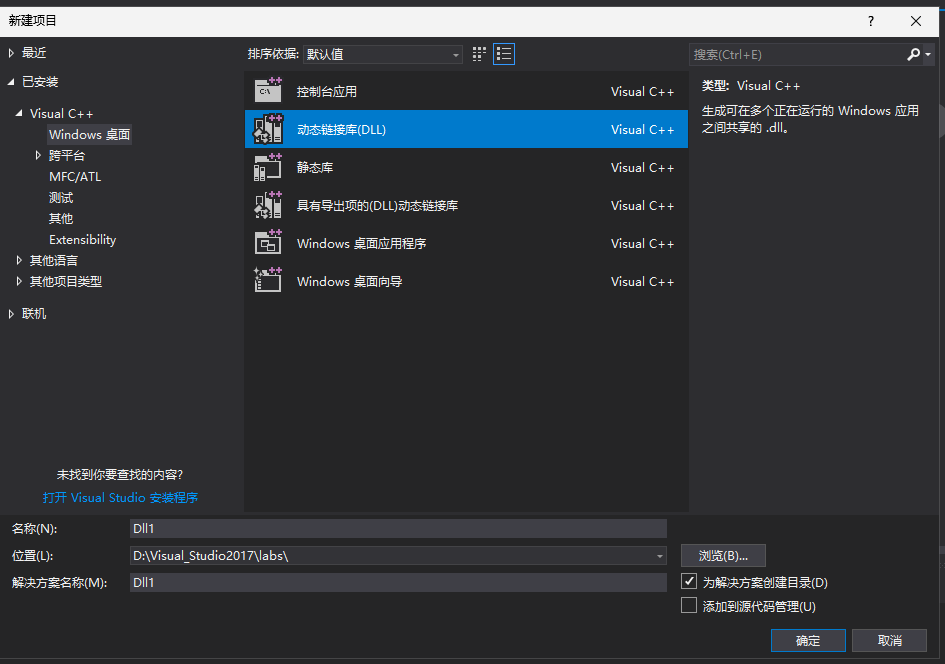 新建项目
?
最近
已安装
Visual C++
Windows 桌面
跨平台
MFC/ATL
测试
其他
Extensibility
其他语言
其他项目类型
联机
未找到你要查找的内容?
打开 Visual Studio 安装程序
排序依据: 默认值
控制台应用 Visual C++
动态链接库(DLL) Visual C++
静态库 Visual C++
具有导出项的(DLL)动态链接库 Visual C++
Windows 桌面应用程序 Visual C++
Windows 桌面向导 Visual C++
搜索(Ctrl+E)
类型: Visual C++
生成可在多个正在运行的 Windows 应用
之间共享的 .dll。
名称(N): Dll1
位置(L): D:\Visual_Studio2017\labs\ 浏览(B)...
解决方案名称(M): Dll1 为解决方案创建目录(D)
添加到源代码管理(U)
确定 取消